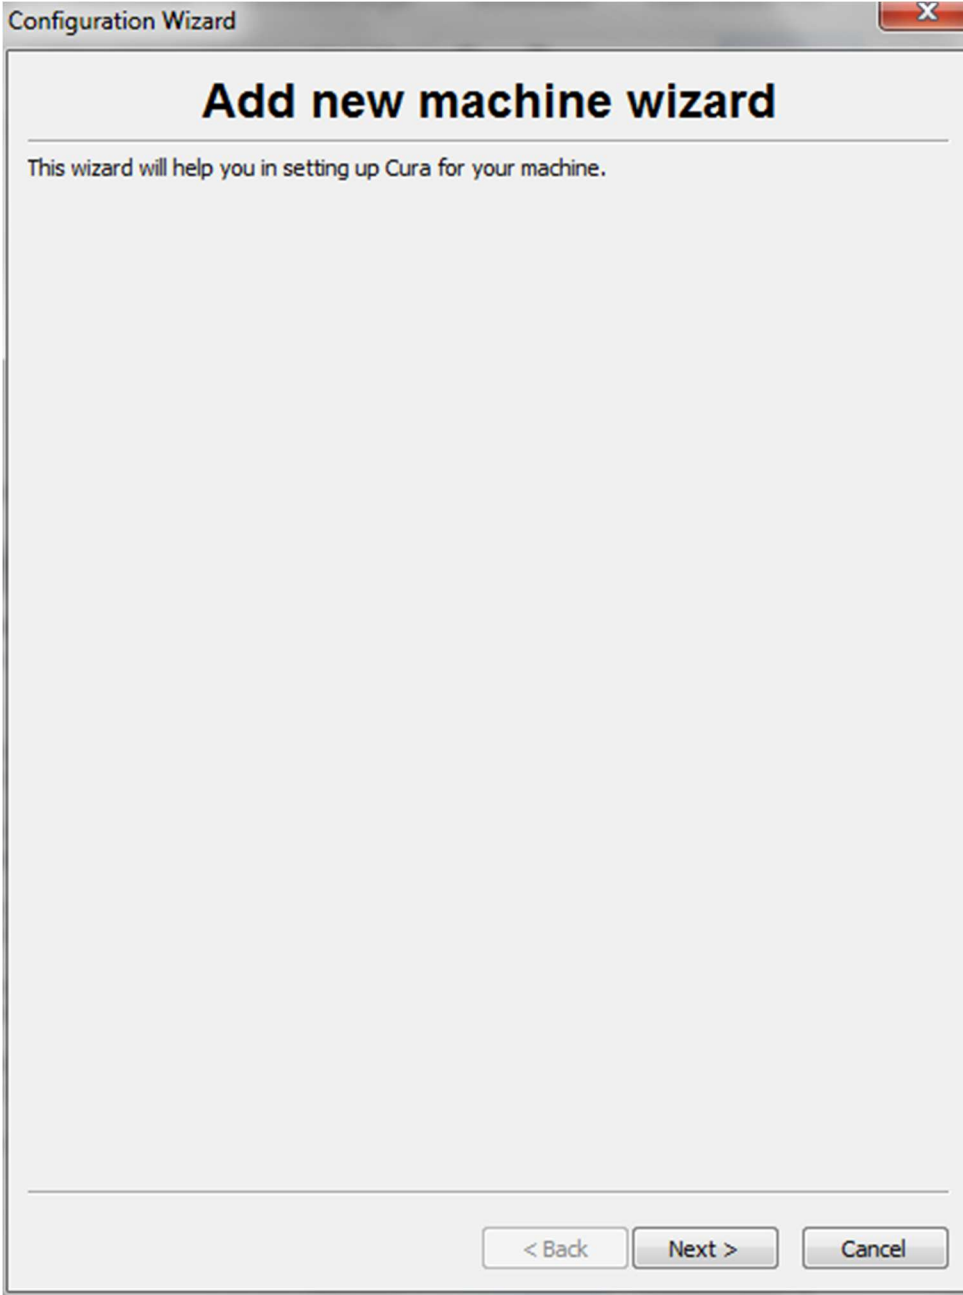 Configuration Wizard
X
Add new machine wizard
This wizard will help you in setting up Cura for your machine.
< Back Next > Cancel